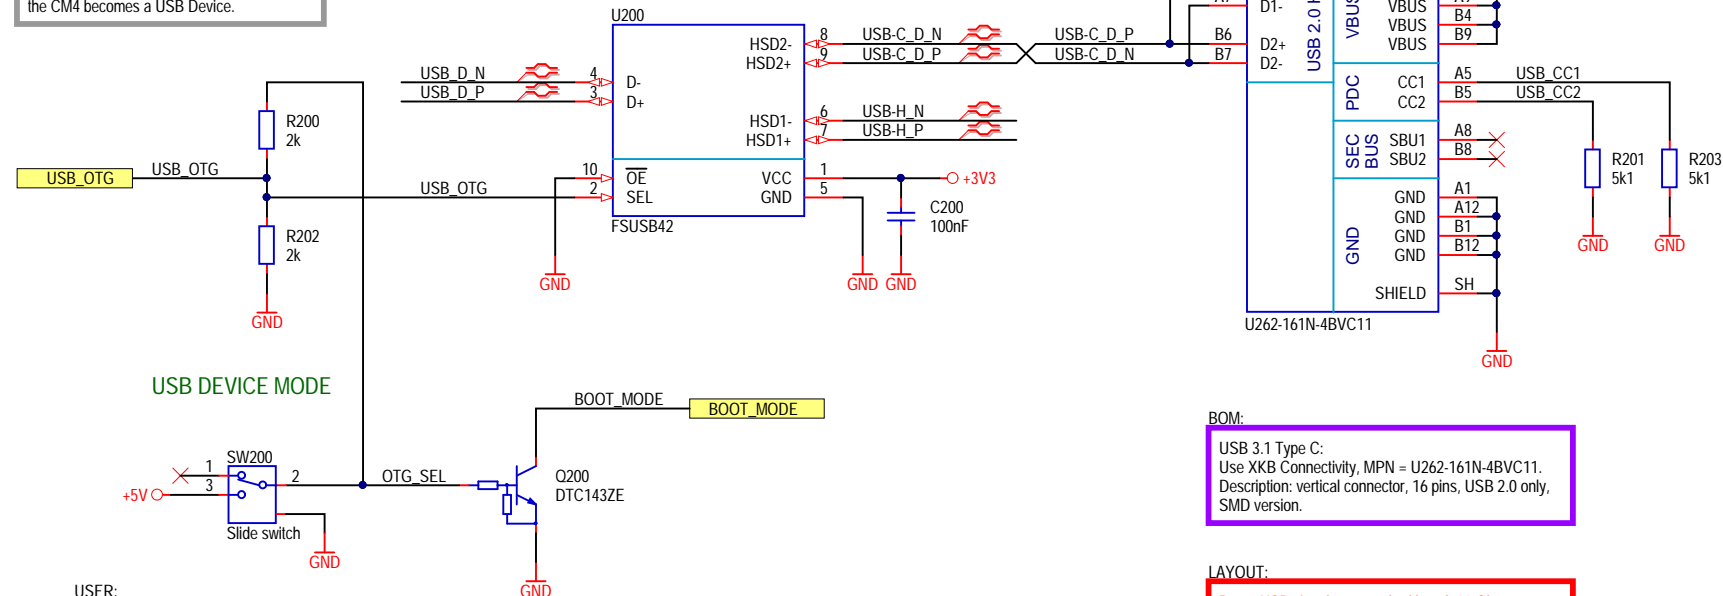 the CM4 becomes a USB Device.
U200
HSD2-
HSD2+
8
9
USB-C_D_N
USB-C_D_P
USB-C_D_P
USB-C_D_N
B6
B7
D1-
D2+
D2-
USB 2.0
VBUS
VBUS
VBUS
VBUS
B4
B9
USB_D_N
USB_D_P
4
3
D-
D+
HSD1-
HSD1+
6
7
USB-H_N
USB-H_P
PDC
CC1
CC2
A5
B5
USB_CC1
USB_CC2
R200
2k
SEC
BUS
SBU1
SBU2
A8
B8
R201
5k1
R203
5k1
USB_OTG
USB_OTG
USB_OTG
10
2
OE
SEL
VCC
GND
1
5
+3V3
C200
100nF
FSUSB42
R202
2k
GND
GND
GND
GND
GND
GND
GND
GND
GND
GND
GND
A1
A12
B1
B12
SHIELD
SH
U262-161N-4BVC11
GND
USB DEVICE MODE
BOOT_MODE
BOOT_MODE
SW200
1
3
2
+5V
OTG_SEL
Q200
DTC143ZE
Slide switch
GND
GND
USER:
BOM:
USB 3.1 Type C:
Use XKB Connectivity, MPN = U262-161N-4BVC11.
Description: vertical connector, 16 pins, USB 2.0 only,
SMD version.
LAYOUT: